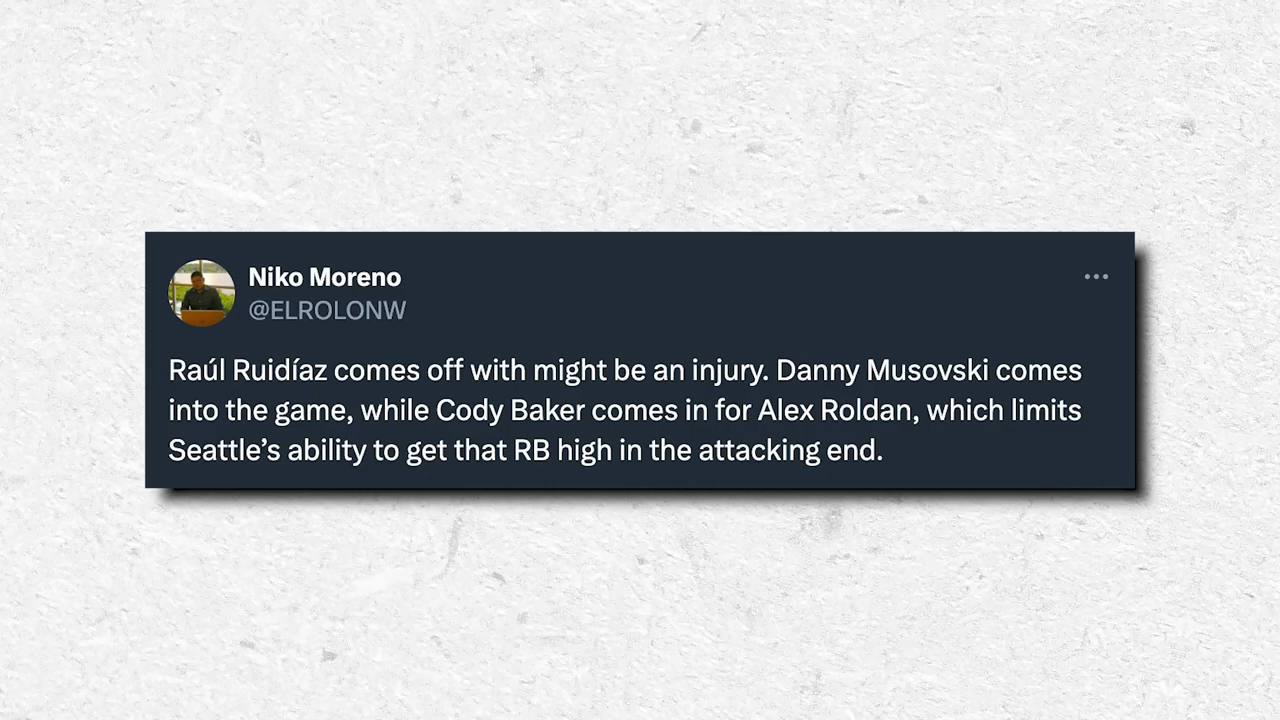 Niko Moreno
@ELROLONW
Raúl Ruidíaz comes off with might be an injury. Danny Musovski comes
into the game, while Cody Baker comes in for Alex Roldan, which limits
Seattle’s ability to get that RB high in the attacking end.